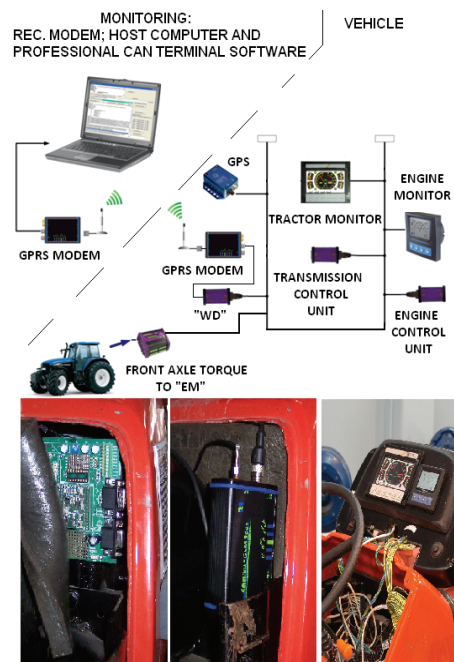 MONITORING:
REC. MODEM; HOST COMPUTER AND
PROFESSIONAL CAN TERMINAL SOFTWARE
VEHICLE
GPS
ENGINE
MONITOR
TRACTOR MONITOR
GPRS MODEM
GPRS MODEM
TRANSMISSION
CONTROL
UNIT
"WD"
ENGINE
CONTROL
UNIT
FRONT AXLE TORQUE
TO "EM"